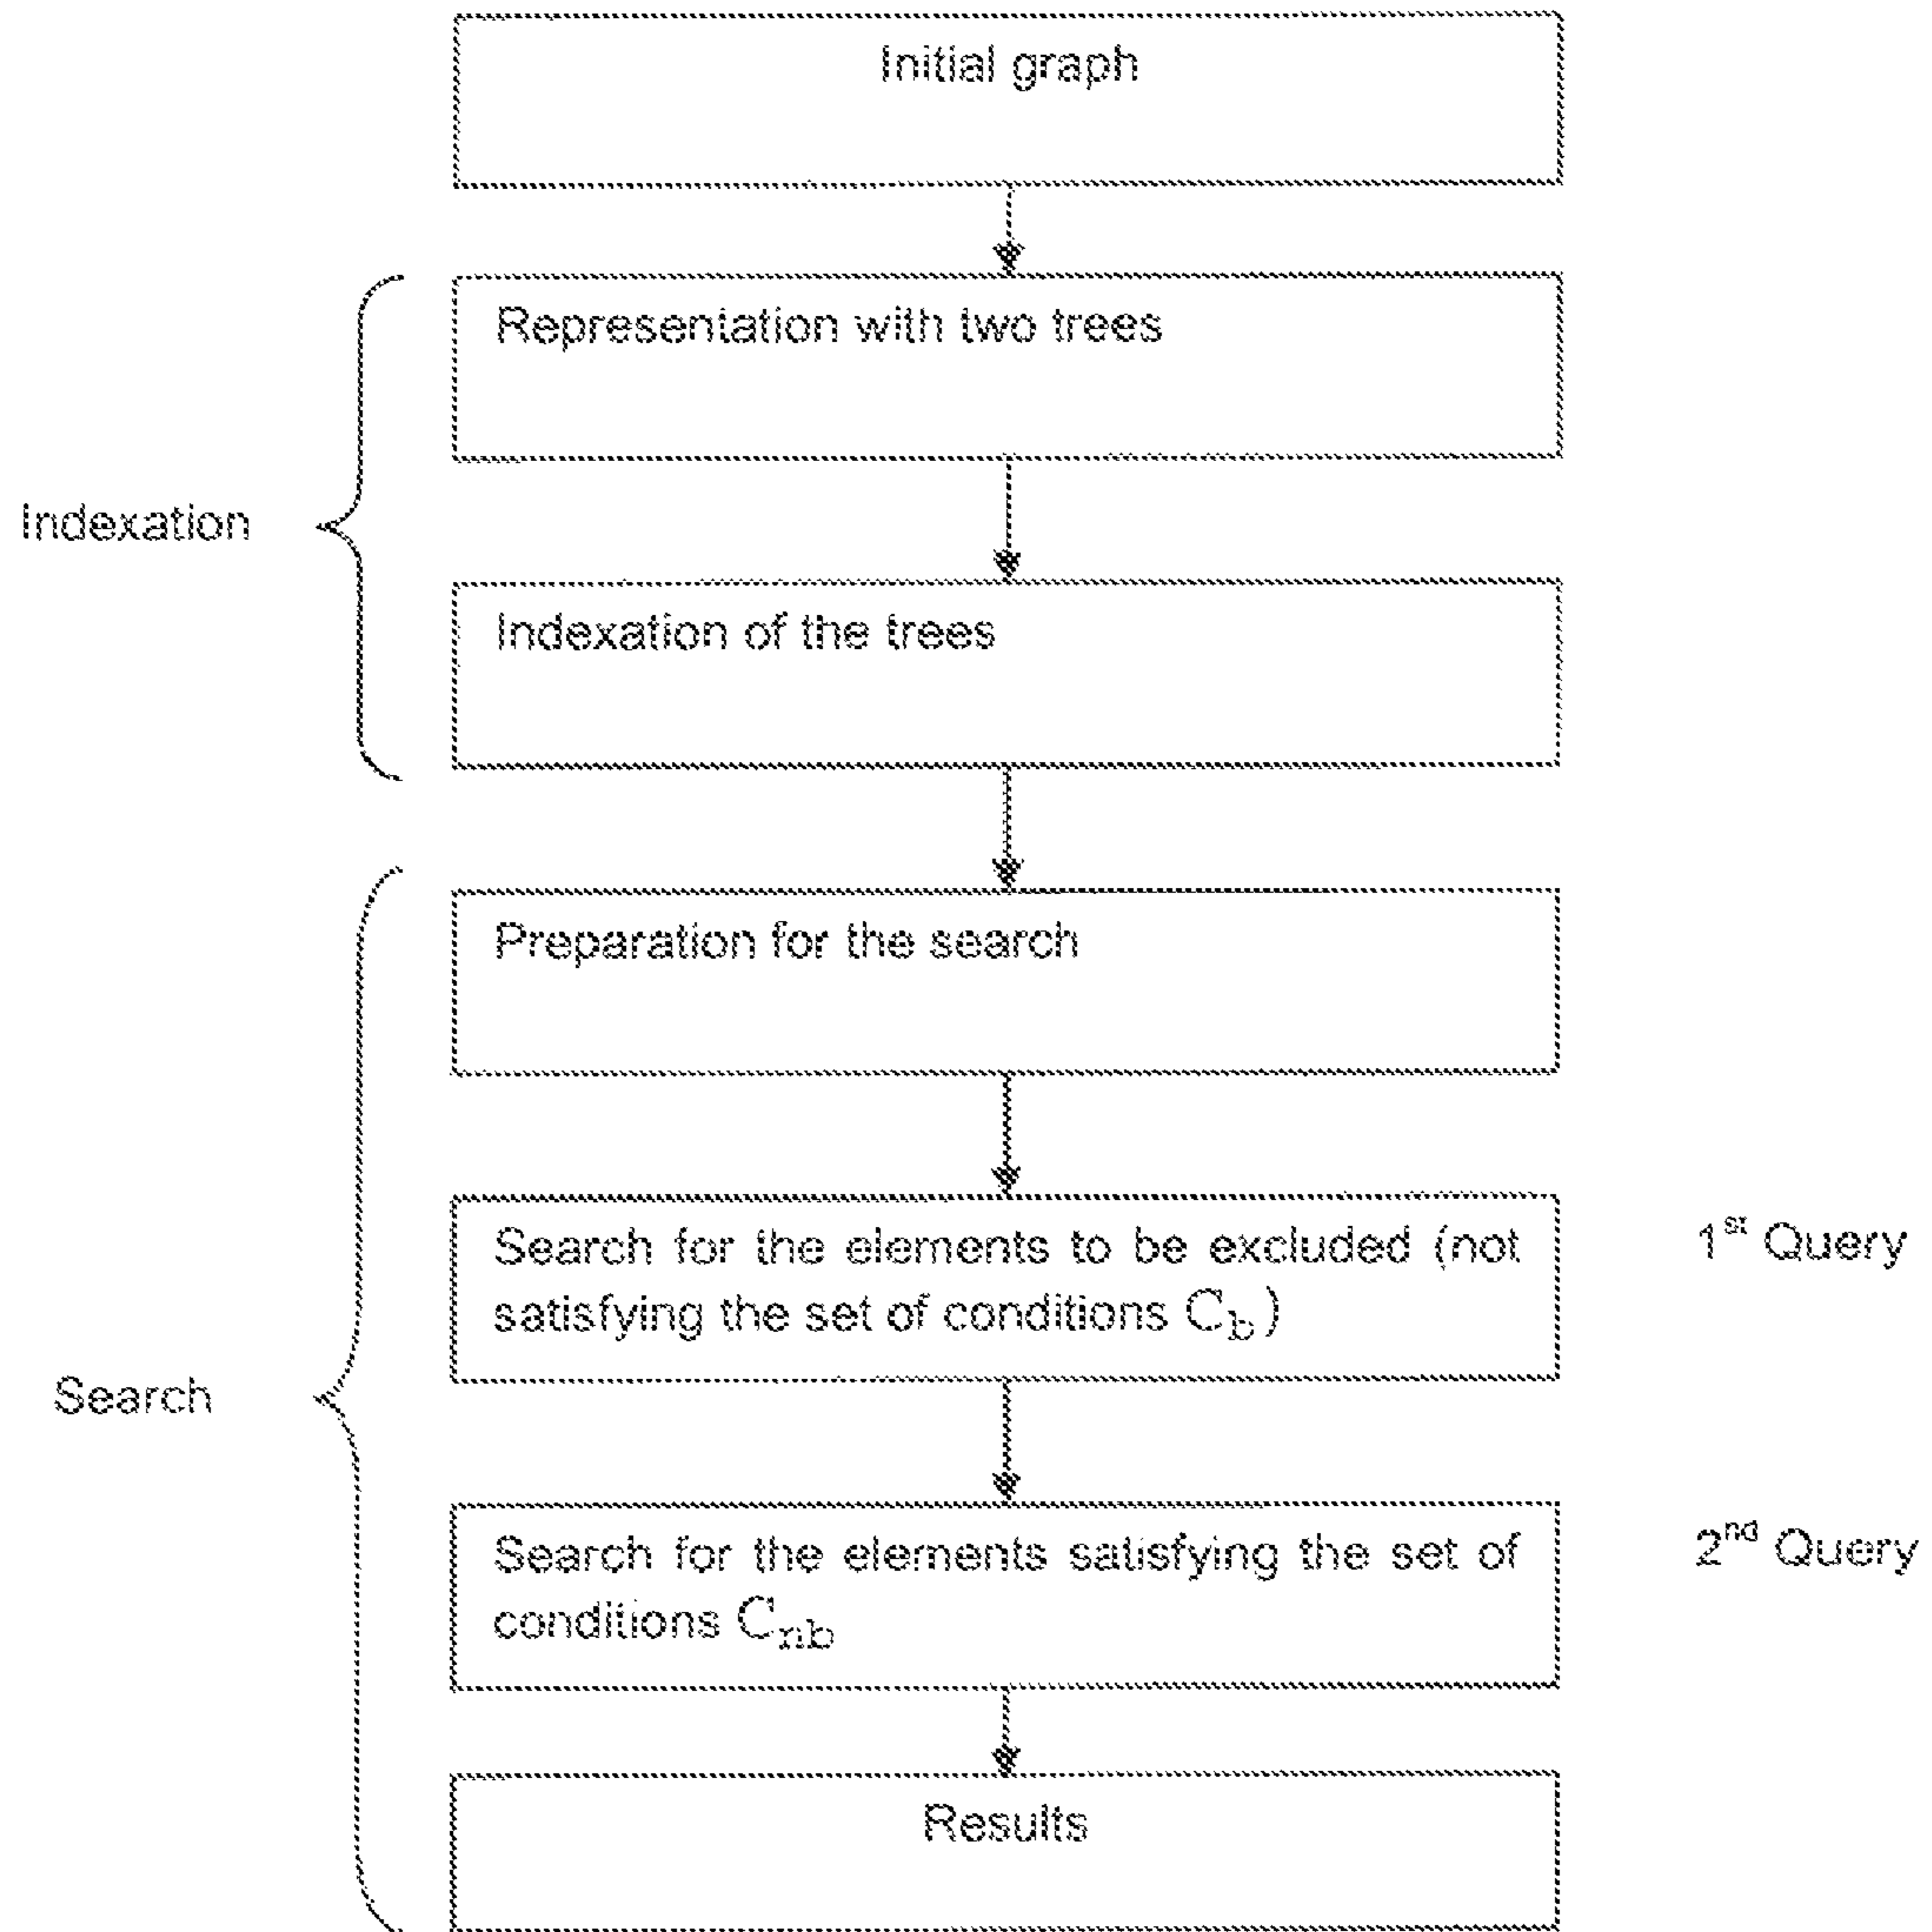 Initial graph
Representation with two trees
Indexation
Indexation of the trees
Preparation for the search
Search for the elements to be excluded (not
satisfying the set of conditions C_b)
1st Query
Search
Search for the elements satisfying the set of
conditions C_nb
2nd Query
Results